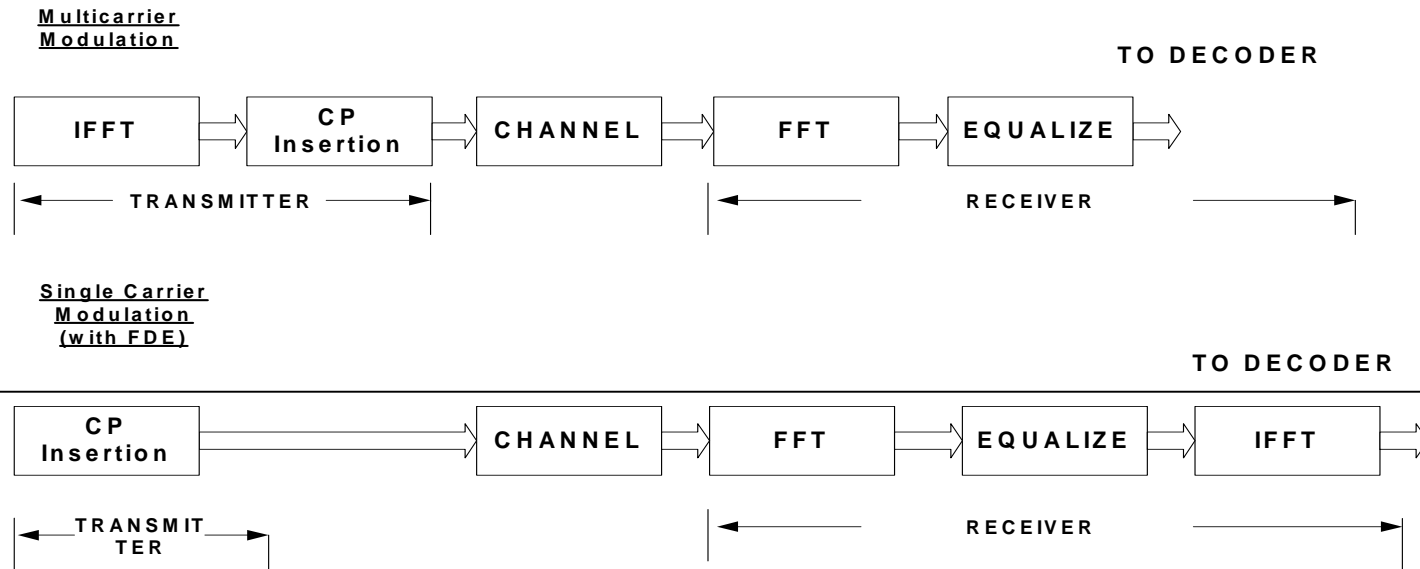 Multicarrier
Modulation
TO DECODER
IFFT
CP
Insertion
CHANNEL
FFT
EQUALIZE
TRANSMITTER
RECEIVER
Single Carrier
Modulation
(with FDE)
TO DECODER
CP
Insertion
CHANNEL
FFT
EQUALIZE
IFFT
TRANSMIT
TER
RECEIVER